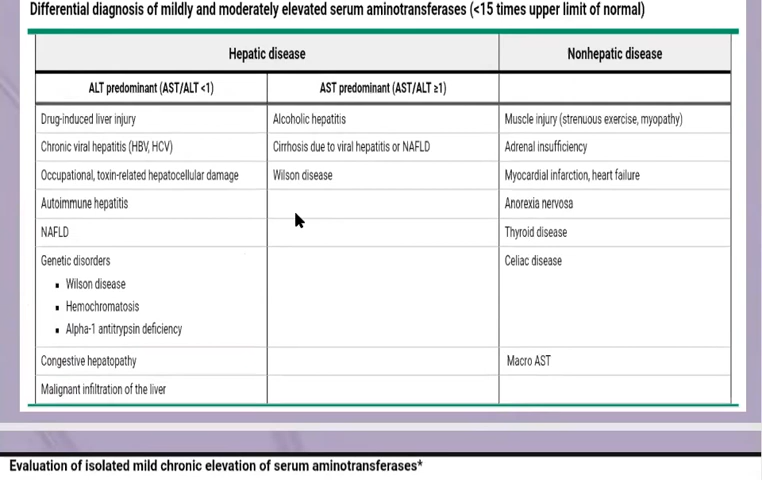 Differential diagnosis of mildly and moderately elevated serum aminotransferases (<15 times upper limit of normal)
Hepatic disease
Nonhepatic disease
ALT predominant (AST/ALT <1)
AST predominant (AST/ALT ≥1)
Drug-induced liver injury
Alcoholic hepatitis
Muscle injury (strenuous exercise, myopathy)
Chronic viral hepatitis (HBV, HCV)
Cirrhosis due to viral hepatitis or NAFLD
Adrenal insufficiency
Occupational, toxin-related hepatocellular damage
Wilson disease
Myocardial infarction, heart failure
Autoimmune hepatitis
Anorexia nervosa
NAFLD
Thyroid disease
Genetic disorders
Celiac disease
▪ Wilson disease
▪ Hemochromatosis
▪ Alpha-1 antitrypsin deficiency
Congestive hepatopathy
Macro AST
Malignant infiltration of the liver
Evaluation of isolated mild chronic elevation of serum aminotransferases*